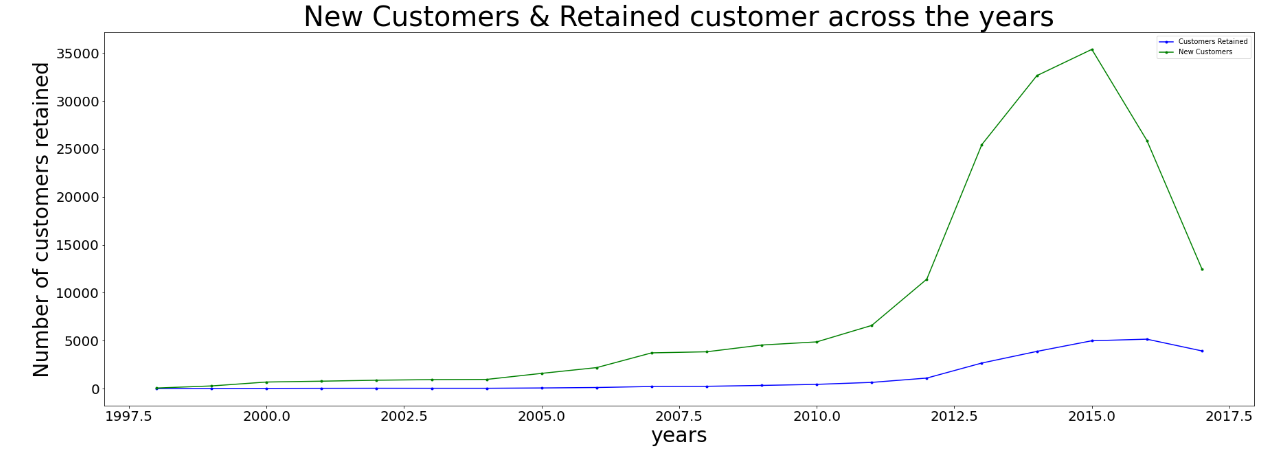 New Customers & Retained customer across the years
Customers Retained
New Customers
Number of customers retained
35000
30000
25000
20000
15000
10000
5000
0
1997.5 2000.0 2002.5 2005.0 2007.5 2010.0 2012.5 2015.0 2017.5
years